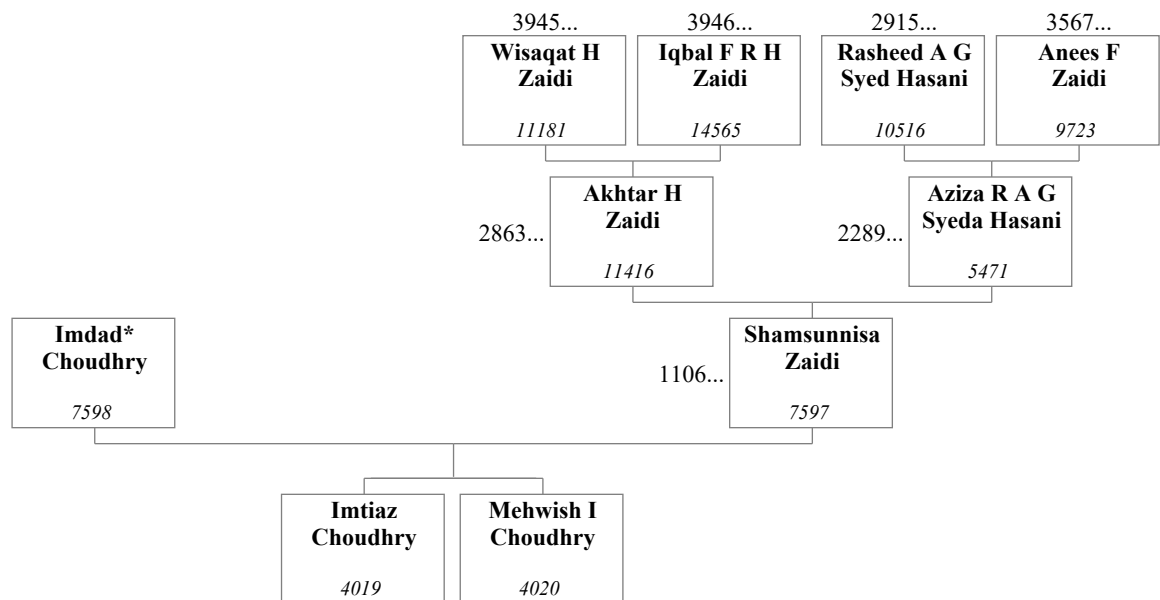 3945...
3946...
2915...
3567...
Wisaqat H
Zaidi
11181
Iqbal F R H
Zaidi
14565
Rasheed A G
Syed Hasani
10516
Anees F
Zaidi
9723
2863...
Akhtar H
Zaidi
11416
2289...
Aziza R A G
Syeda Hasani
5471
Imdad*
Choudhry
7598
1106...
Shamsunnisa
Zaidi
7597
Imtiaz
Choudhry
4019
Mehwish I
Choudhry
4020